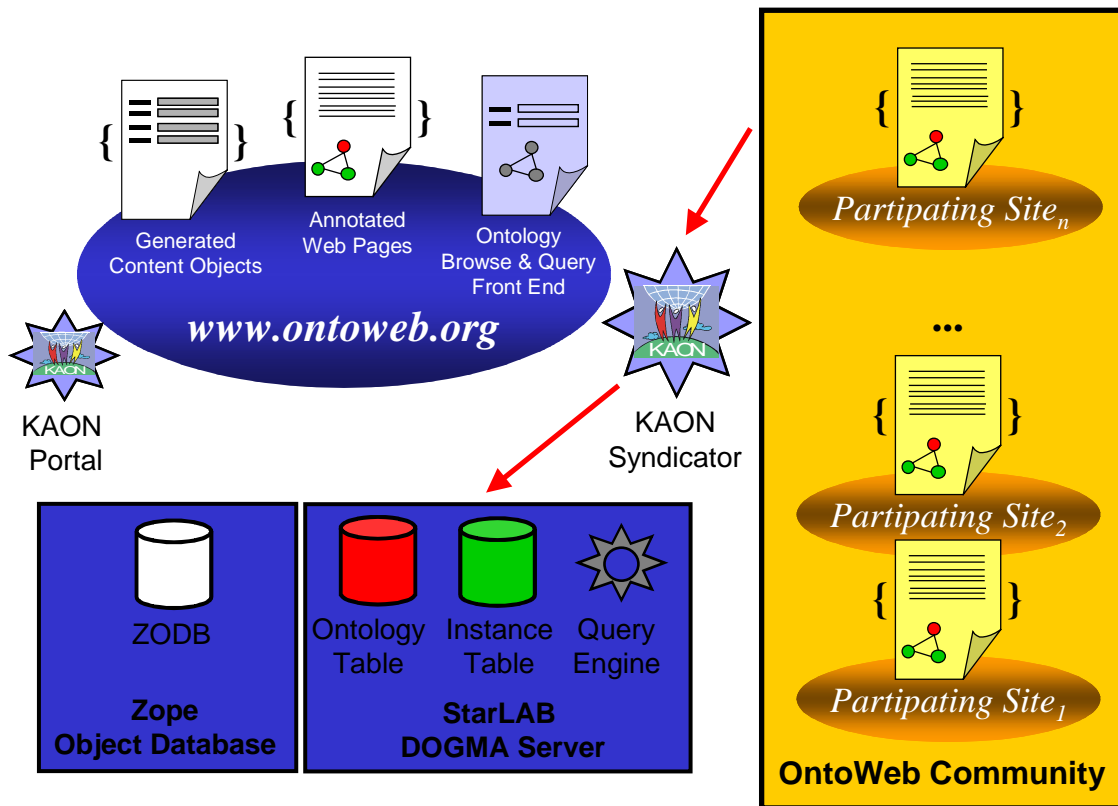 { }
Generated
Content Objects
{ }
Annotated
Web Pages
Ontology
Browse & Query
Front End
www.ontoweb.org
KAON
KAON
Portal
KAON
KAON
Syndicator
ZODB
Zope
Object Database
Ontology
Table
Instance
Table
Query
Engine
StarLAB
DOGMA Server
{ }
Partipating Siteₙ
...
{ }
Partipating Site₂
{ }
Partipating Site₁
OntoWeb Community